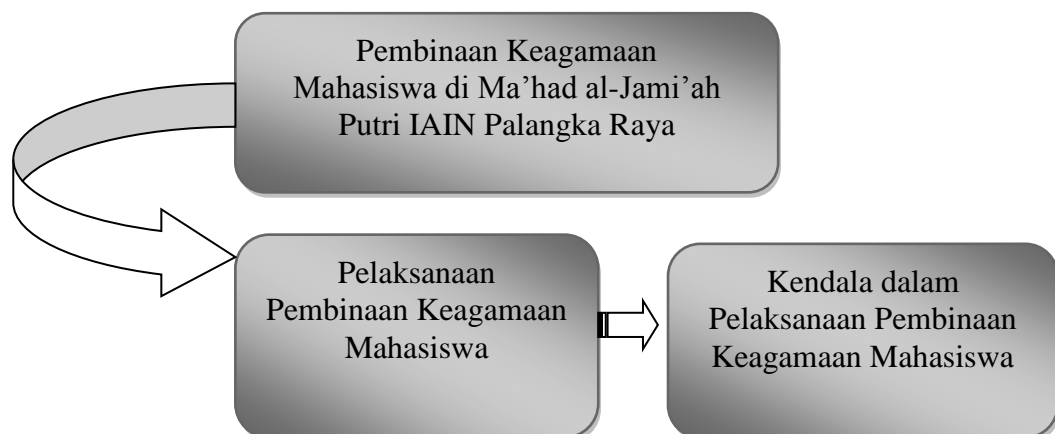 Pembinaan Keagamaan
Mahasiswa di Ma’had al-Jami’ah
Putri IAIN Palangka Raya
Pelaksanaan
Pembinaan Keagamaan
Mahasiswa
Kendala dalam
Pelaksanaan Pembinaan
Keagamaan Mahasiswa